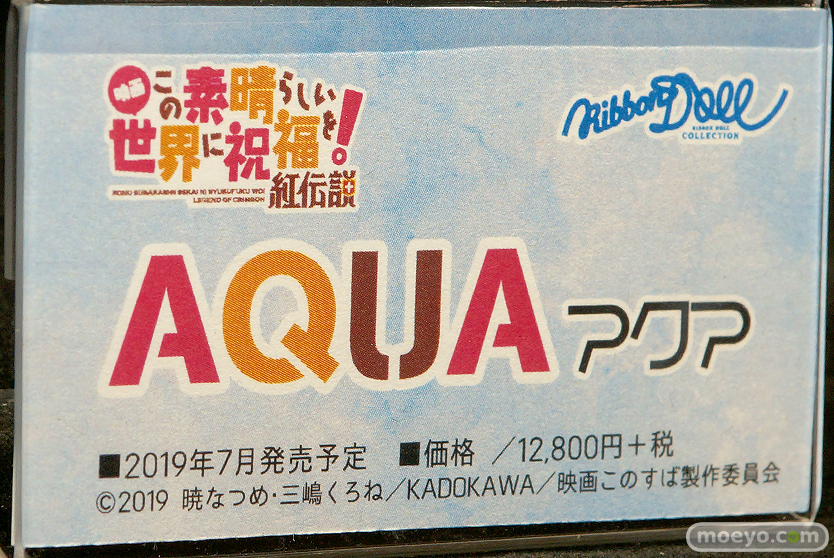 映画この素晴らしい
世界に祝福を!
KONO SUBARASHII SEKAI NI SYUKUFUKU WO!
LEGEND OF CRIMSON
紅伝説
Ribbon Doll
RIBBON DOLL
COLLECTION
AQUA アクア
■2019年7月発売予定 ■価格 /12,800円+税
©2019 暁なつめ・三嶋くろね/KADOKAWA/映画このすば製作委員会
moeyo.com